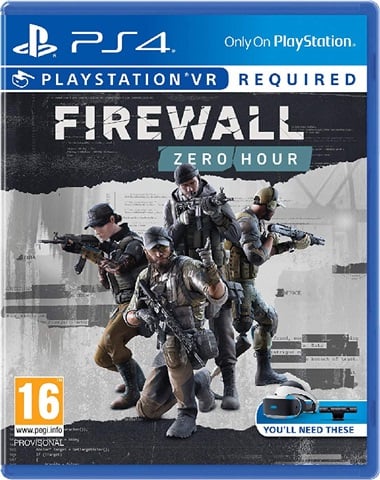 PS4
Only On PlayStation®
PLAYSTATION®VR REQUIRED
FIREWALL
ZERO HOUR
16
www.pegi.info
PROVISIONAL
YOU'LL NEED THESE